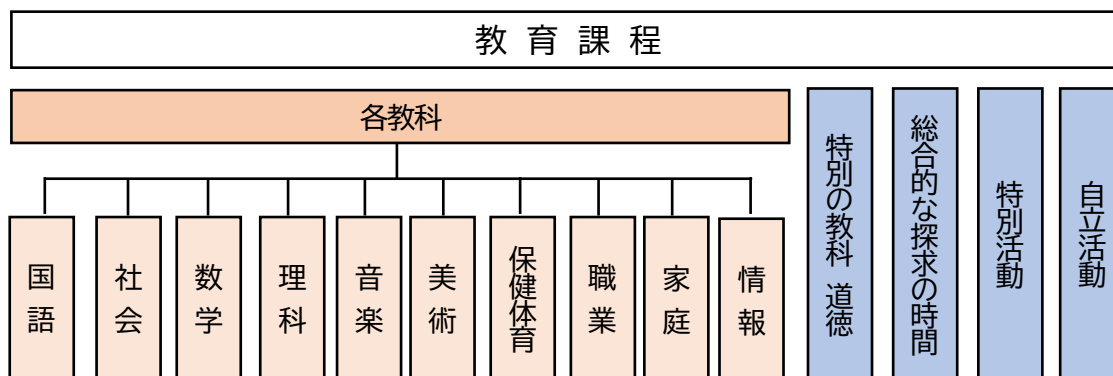 教育課程
各教科
国語
社会
数学
理科
音楽
美術
保健体育
職業
家庭
情報
特別の教科 道徳
総合的な探求の時間
特別活動
自立活動